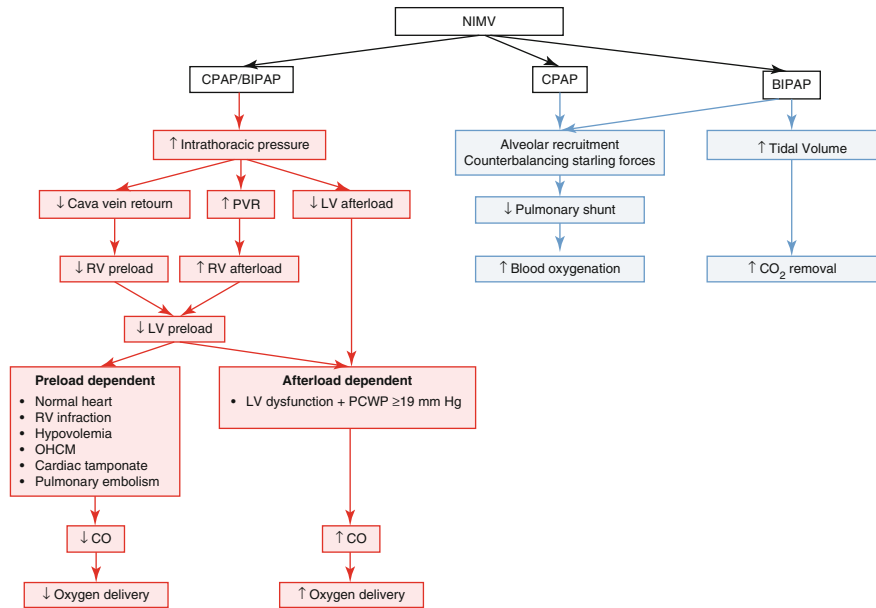 NIMV
CPAP/BIPAP
CPAP
BIPAP
↑ Intrathoracic pressure
Alveolar recruitment
Counterbalancing starling forces
↑ Tidal Volume
↓ Cava vein retourn
↑ PVR
↓ LV afterload
↓ Pulmonary shunt
↓ RV preload
↑ RV afterload
↑ Blood oxygenation
↑ CO₂ removal
↓ LV preload
Preload dependent
• Normal heart
• RV infraction
• Hypovolemia
• OHCM
• Cardiac tamponate
• Pulmonary embolism
Afterload dependent
• LV dysfunction + PCWP ≥19 mm Hg
↓ CO
↑ CO
↓ Oxygen delivery
↑ Oxygen delivery